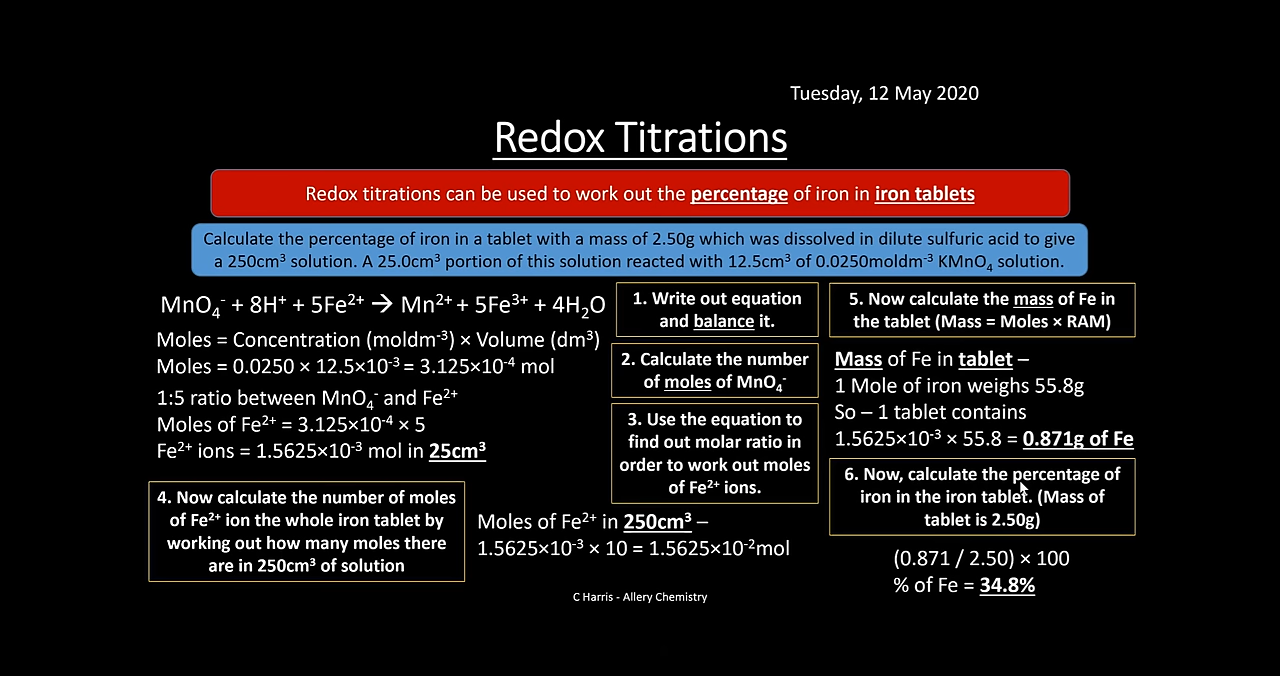 Tuesday, 12 May 2020
Redox Titrations
Redox titrations can be used to work out the percentage of iron in iron tablets
Calculate the percentage of iron in a tablet with a mass of 2.50g which was dissolved in dilute sulfuric acid to give
a 250cm³ solution. A 25.0cm³ portion of this solution reacted with 12.5cm³ of 0.0250moldm⁻³ KMnO₄ solution.
MnO₄⁻ + 8H⁺ + 5Fe²⁺ → Mn²⁺ + 5Fe³⁺ + 4H₂O
Moles = Concentration (moldm⁻³) × Volume (dm³)
Moles = 0.0250 × 12.5×10⁻³ = 3.125×10⁻⁴ mol
1:5 ratio between MnO₄⁻ and Fe²⁺
Moles of Fe²⁺ = 3.125×10⁻⁴ × 5
Fe²⁺ ions = 1.5625×10⁻³ mol in 25cm³
1. Write out equation
and balance it.
2. Calculate the number
of moles of MnO₄⁻
3. Use the equation to
find out molar ratio in
order to work out moles
of Fe²⁺ ions.
4. Now calculate the number of moles
of Fe²⁺ ion the whole iron tablet by
working out how many moles there
are in 250cm³ of solution
Moles of Fe²⁺ in 250cm³ –
1.5625×10⁻³ × 10 = 1.5625×10⁻²mol
5. Now calculate the mass of Fe in
the tablet (Mass = Moles × RAM)
Mass of Fe in tablet –
1 Mole of iron weighs 55.8g
So – 1 tablet contains
1.5625×10⁻³ × 55.8 = 0.871g of Fe
6. Now, calculate the percentage of
iron in the iron tablet. (Mass of
tablet is 2.50g)
(0.871 / 2.50) × 100
% of Fe = 34.8%
C Harris - Allery Chemistry